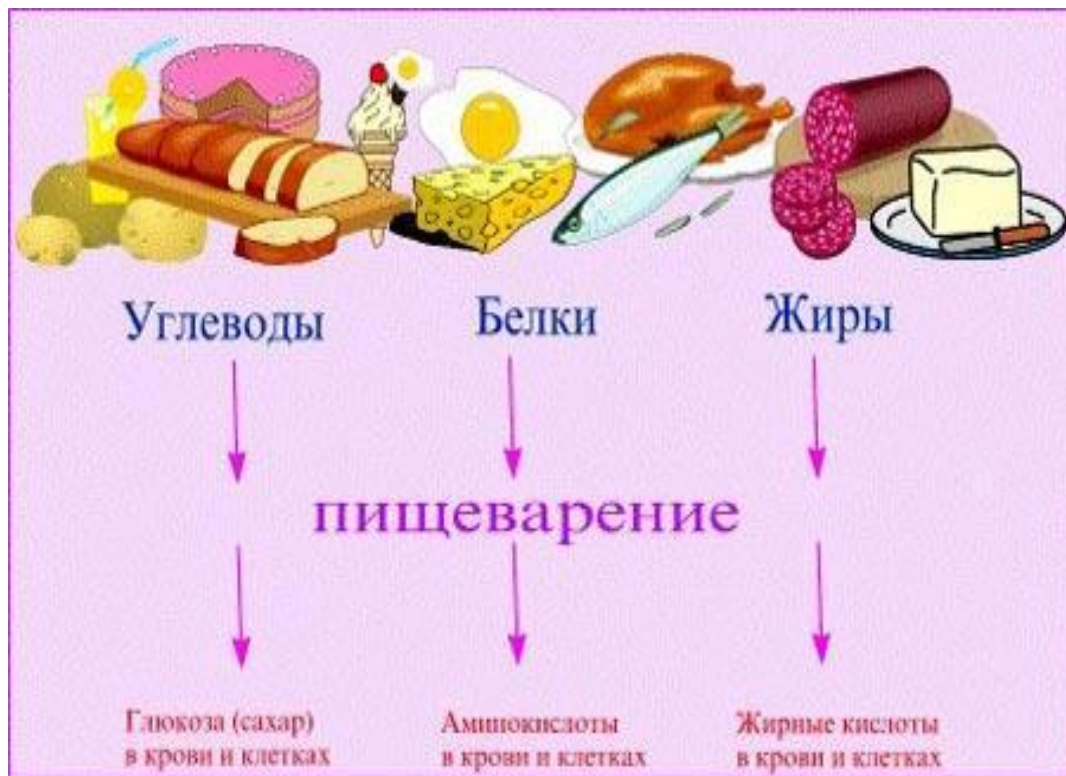 Углеводы
Белки
Жиры
пищеварение
Глюкоза (сахар)
в крови и клетках
Аминокислоты
в крови и клетках
Жирные кислоты
в крови и клетках